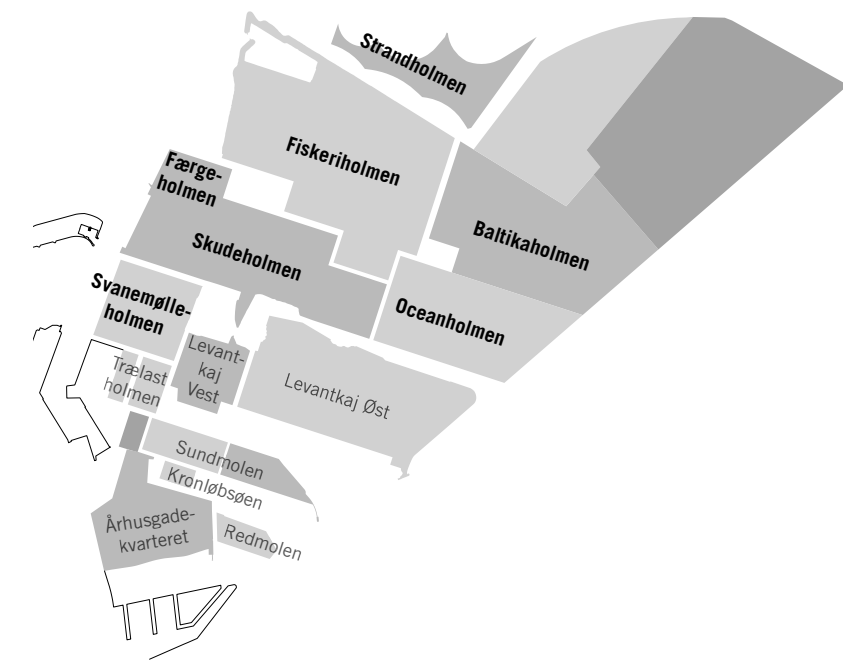 Strandholmen
Fiskeriholmen
Færge-
holmen
Baltikaholmen
Skudeholmen
Svanemølle-
holmen
Oceanholmen
Levant-
kaj
Vest
Trælast
holmen
Levantkaj Øst
Sundmolen
Kronløbsøen
Århusgade-
kvarteret
Redmolen